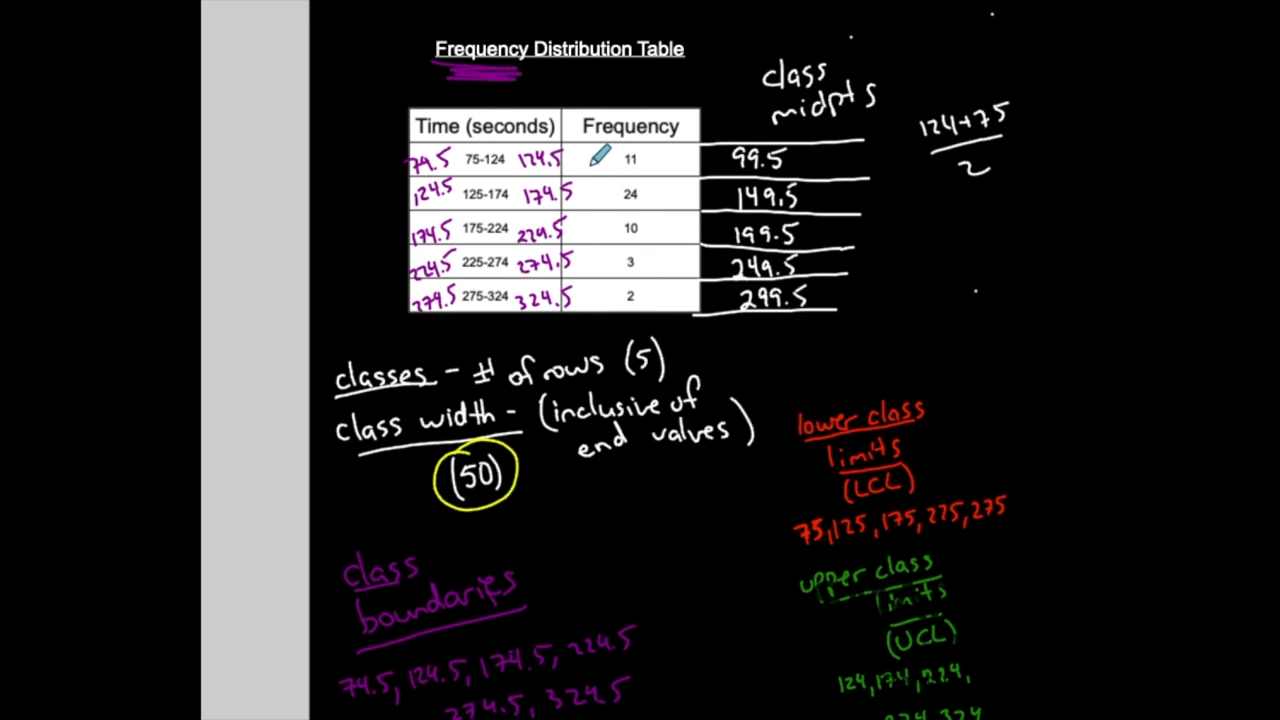 Frequency Distribution Table
class
midpts
124+75
2
Time (seconds) Frequency
74.5 75-124 124.5 11 99.5
124.5 125-174 174.5 24 149.5
174.5 175-224 224.5 10 199.5
224.5 225-274 274.5 3 249.5
274.5 275-324 324.5 2 299.5
classes - # of rows (5)
class width - (inclusive of
end values)
(50)
lower class
limits
(LCL)
75, 125, 175, 225, 275
upper class
limits
(UCL)
124, 174, 224,
274, 324
class
boundaries
74.5, 124.5, 174.5, 224.5
274.5, 324.5